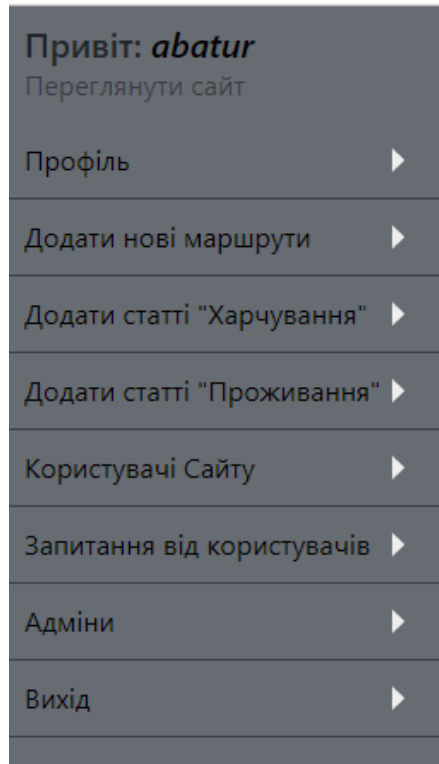 Привіт: abatur
Переглянути сайт
Профіль
Додати нові маршрути
Додати статті "Харчування"
Додати статті "Проживання"
Користувачі Сайту
Запитання від користувачів
Адміни
Вихід